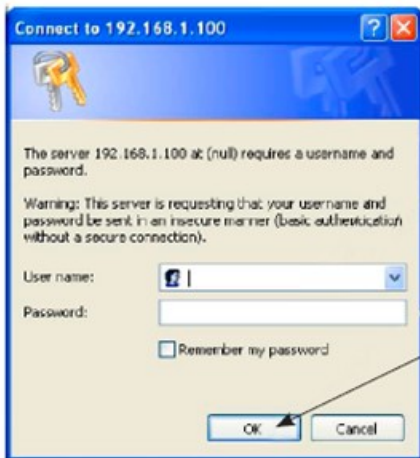 Connect to 192.168.1.100
The server 192.168.1.100 at (null) requires a username and
password.
Warning: This server is requesting that your username and
password be sent in an insecure manner (basic authentication
without a secure connection).
User name:
Password:
Remember my password
OK
Cancel